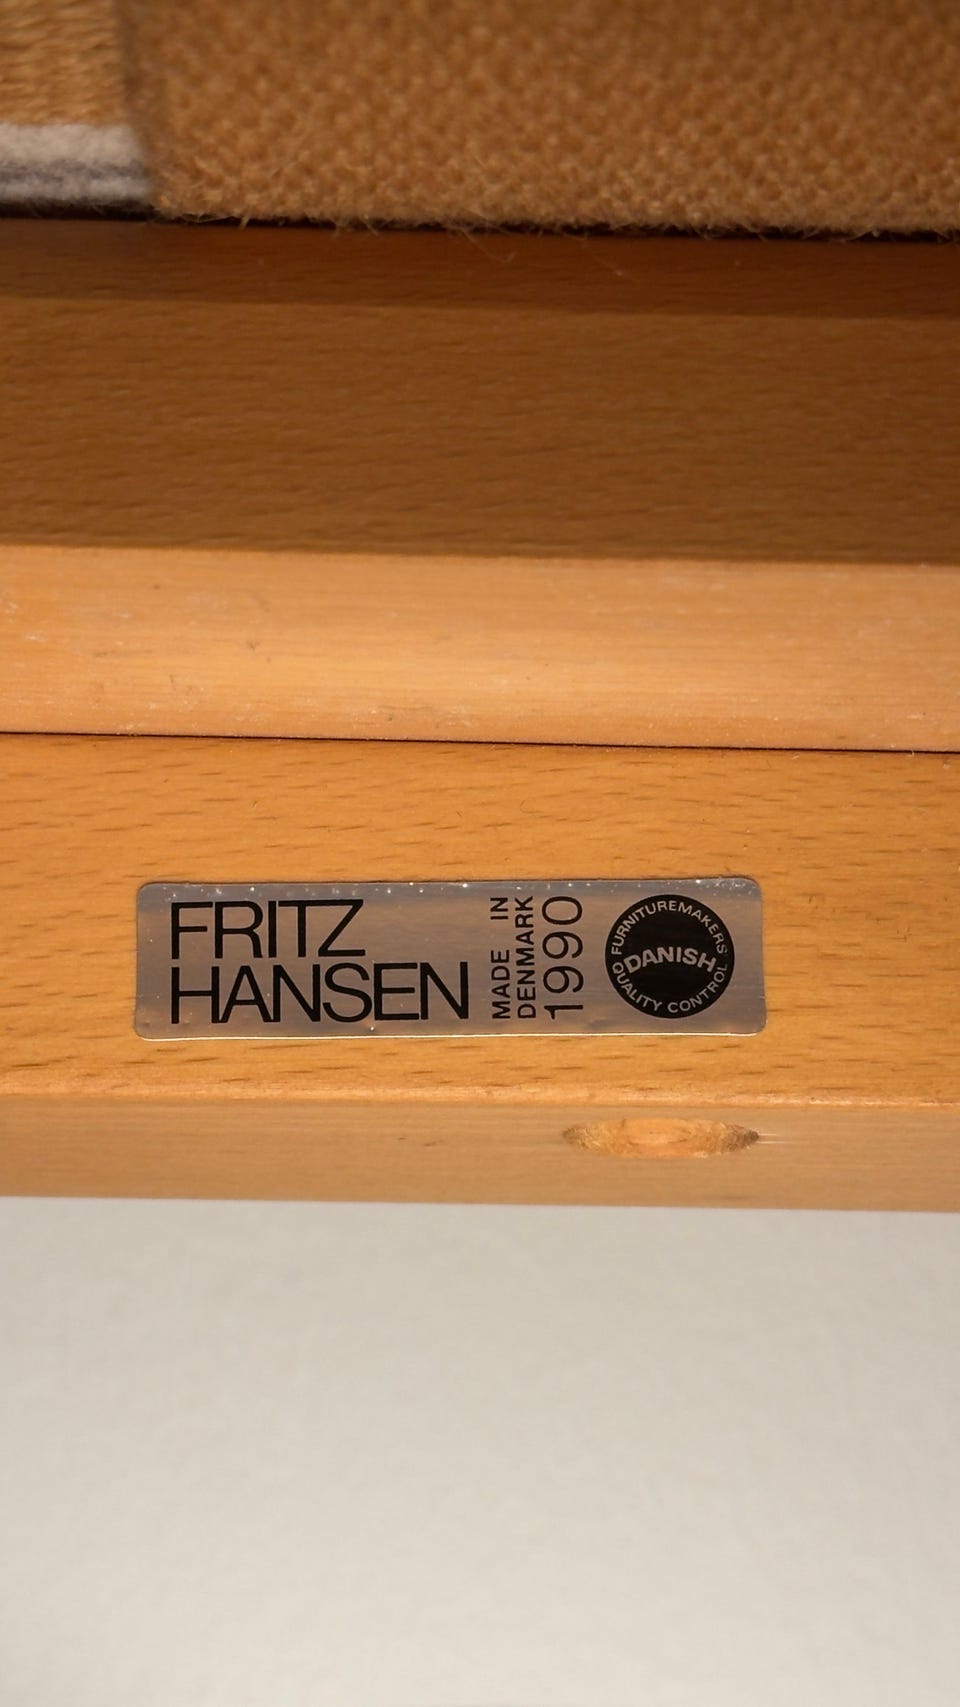 FRITZ
HANSEN
MADE IN
DENMARK
1990
FURNITUREMAKERS
DANISH
QUALITY CONTROL